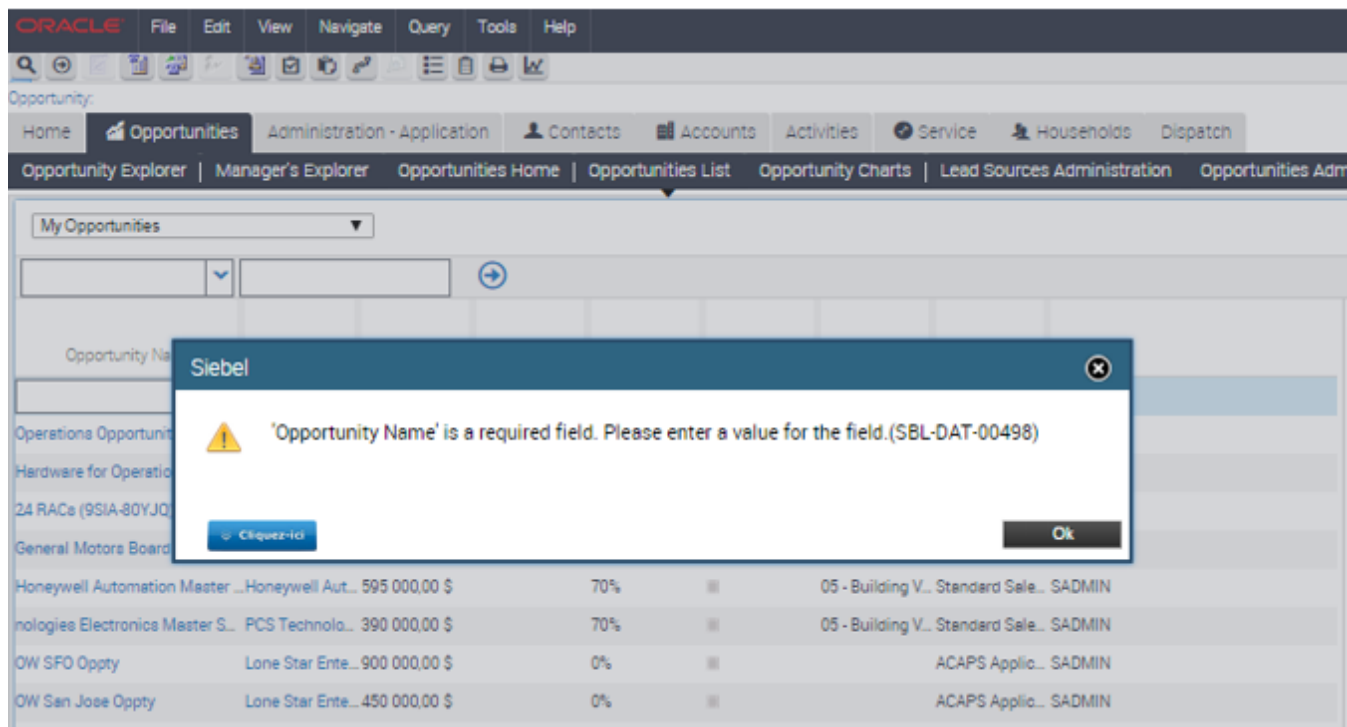 ORACLE File Edit View Navigate Query Tools Help
Opportunity:
Home Opportunities Administration - Application Contacts Accounts Activities Service Households Dispatch
Opportunity Explorer | Manager's Explorer Opportunities Home | Opportunities List Opportunity Charts | Lead Sources Administration Opportunities Adm
My Opportunities
Opportunity Na
Siebel
'Opportunity Name' is a required field. Please enter a value for the field.(SBL-DAT-00498)
Cliquez-ici Ok
Operations Opportunit
Hardware for Operatio
24 RACs (9SIA-80YJQ)
General Motors Board
Honeywell Automation Master ... Honeywell Aut... 595 000,00 $ 70% 05 - Building V... Standard Sale... SADMIN
nologies Electronics Master S... PCS Technolo... 390 000,00 $ 70% 05 - Building V... Standard Sale... SADMIN
OW SFO Oppty Lone Star Ente... 900 000,00 $ 0% ACAPS Applic... SADMIN
OW San Jose Oppty Lone Star Ente... 450 000,00 $ 0% ACAPS Applic... SADMIN